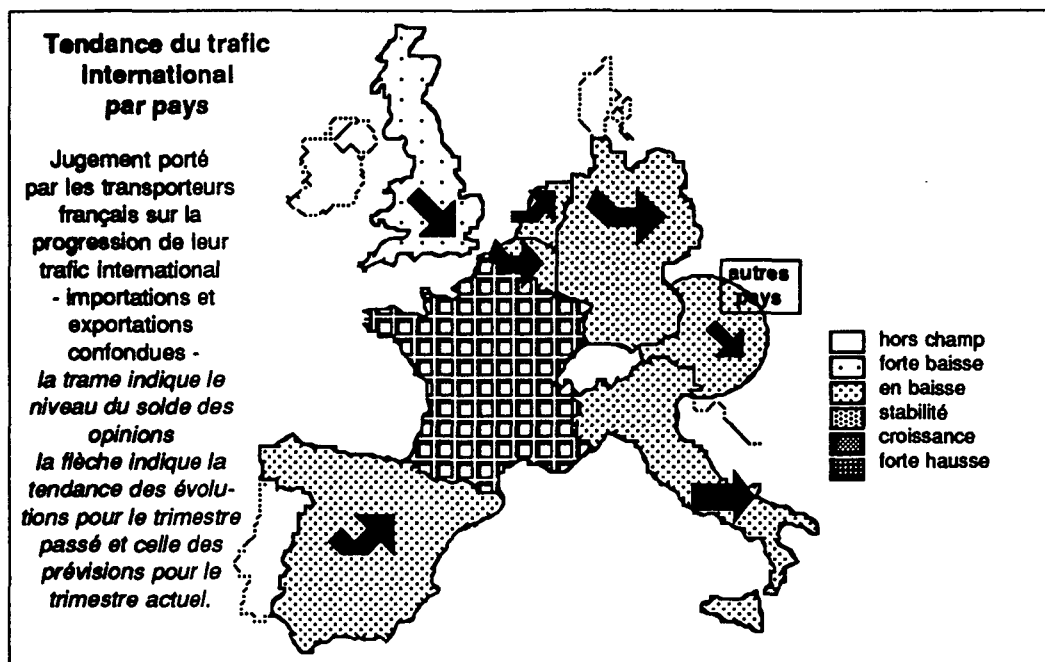 Tendance du trafic
international
par pays
Jugement porté
par les transporteurs
français sur la
progression de leur
trafic international
- importations et
exportations
confondues -
la trame indique le
niveau du solde des
opinions
la flèche indique la
tendance des évolu-
tions pour le trimestre
passé et celle des
prévisions pour le
trimestre actuel.
autres
pays
hors champ
forte baisse
en baisse
stabilité
croissance
forte hausse